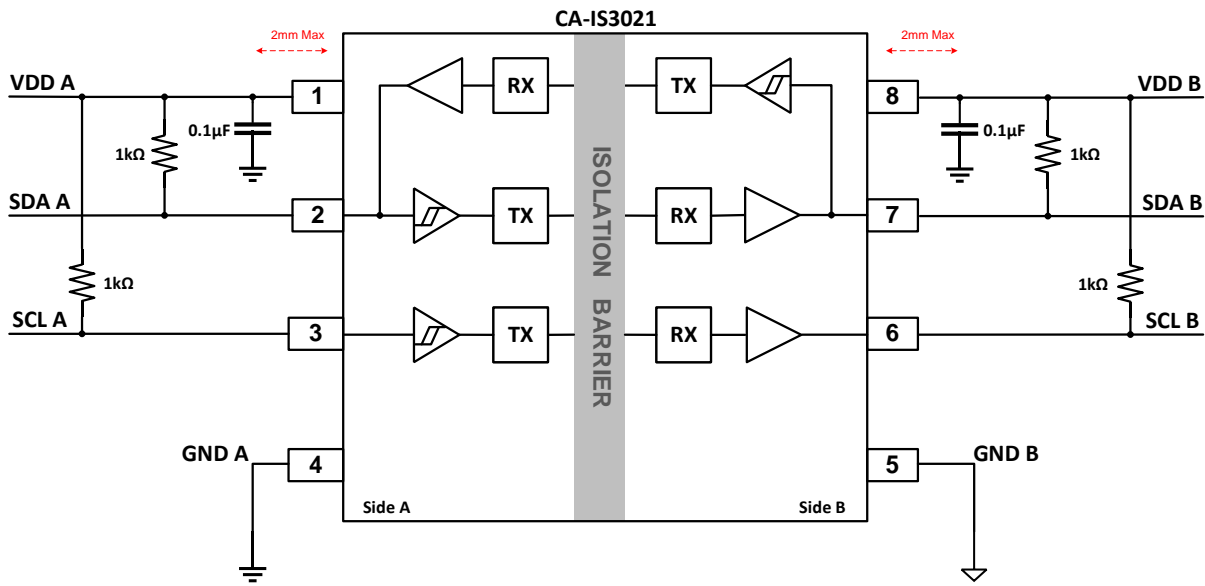 CA-IS3021
2mm Max
2mm Max
VDD A
1
RX
TX
8
VDD B
0.1μF
0.1μF
1kΩ
1kΩ
SDA A
2
TX
RX
7
SDA B
ISOLATION BARRIER
1kΩ
1kΩ
SCL A
3
TX
RX
6
SCL B
GND A
4
5
GND B
Side A
Side B